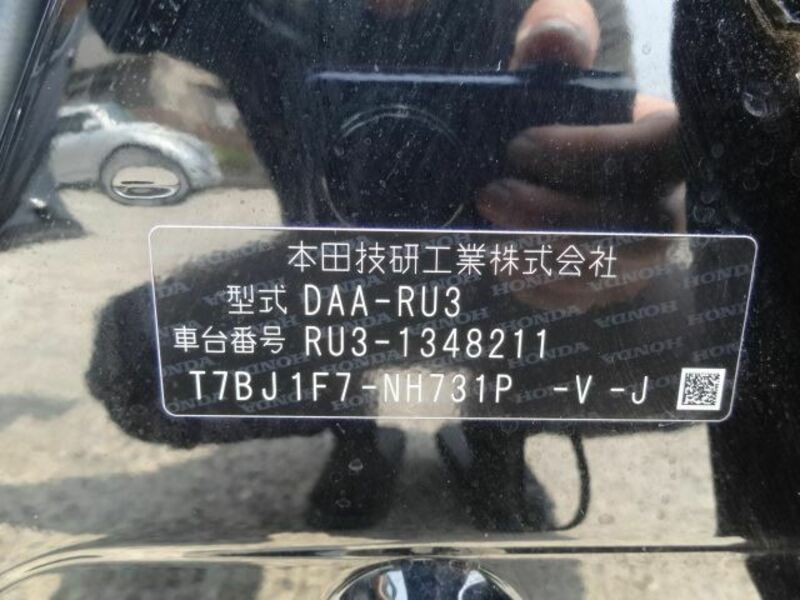 本田技研工業株式会社
型式 DAA-RU3
車台番号 RU3-1348211
T7BJ1F7-NH731P -V -J